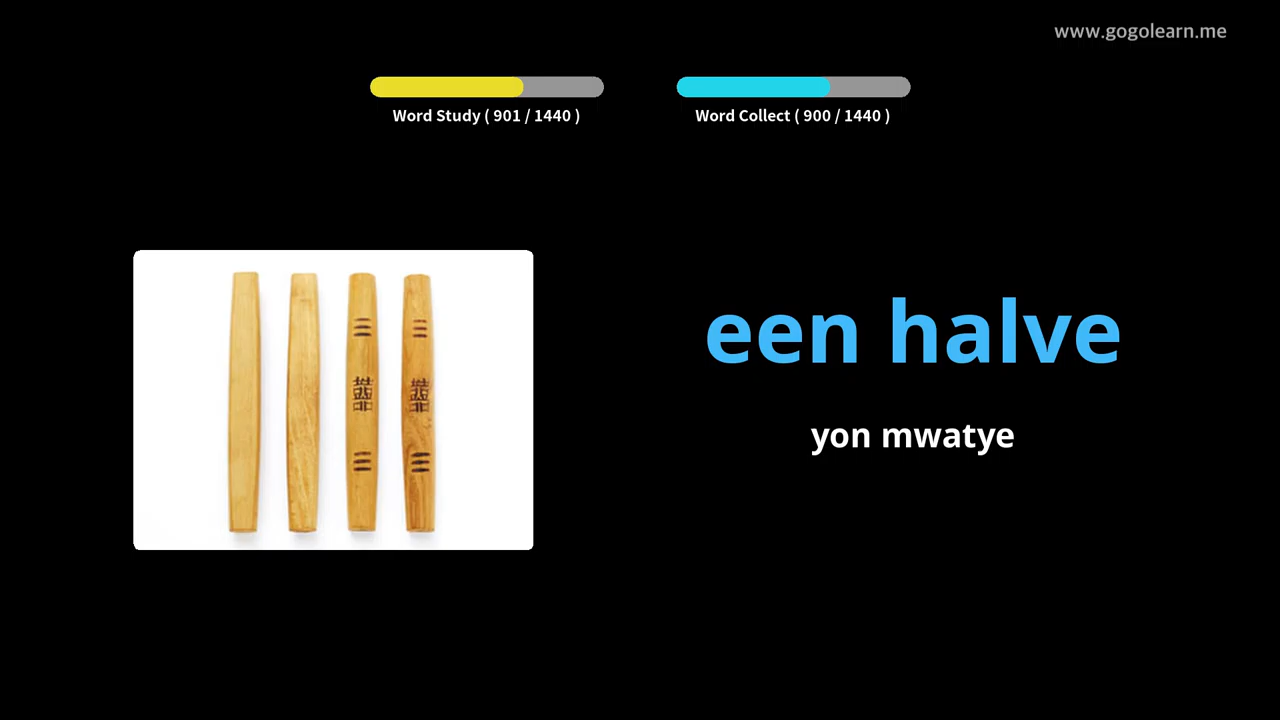 www.gogolearn.me
Word Study ( 901 / 1440 )
Word Collect ( 900 / 1440 )
een halve
yon mwatye